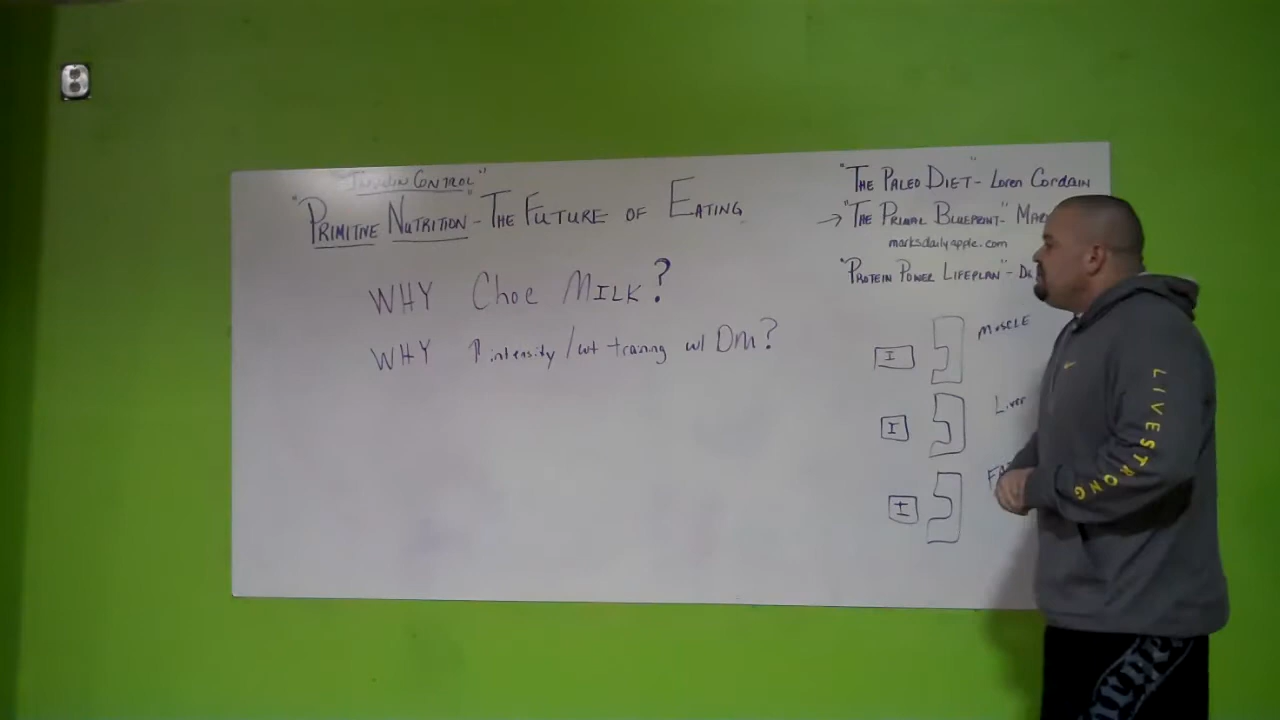 "Insulin Control"
"Primitive Nutrition" - The Future of Eating
WHY Choc Milk?
WHY ↑ intensity / wt training w/ DM?
"The Paleo Diet" - Loren Cordain
→ "The Primal Blueprint" - Mar
marksdailyapple.com
"Protein Power Lifeplan" - Dr
I
Muscle
I
Liver
I
FA
LIVESTRONG